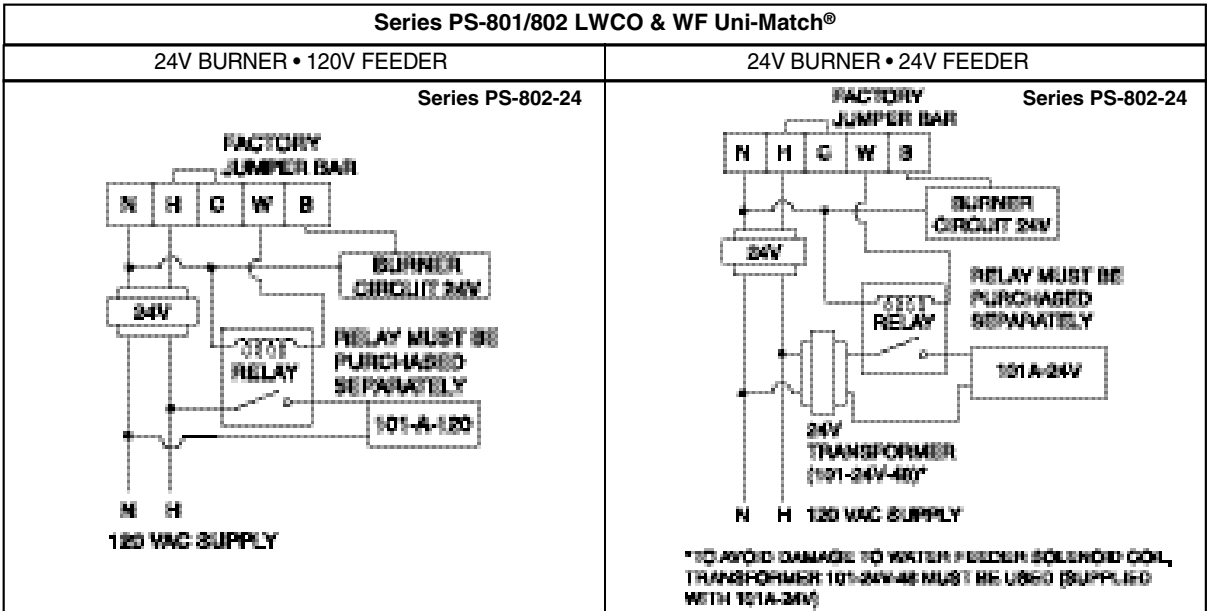 Series PS-801/802 LWCO & WF Uni-Match®
24V BURNER • 120V FEEDER
Series PS-802-24
FACTORY
JUMPER BAR
N H C W B
BURNER
CIRCUIT 24V
24V
RELAY
RELAY MUST BE
PURCHASED
SEPARATELY
101-A-120
N H
120 VAC SUPPLY
24V BURNER • 24V FEEDER
Series PS-802-24
FACTORY
JUMPER BAR
N H C W B
BURNER
CIRCUIT 24V
24V
RELAY
RELAY MUST BE
PURCHASED
SEPARATELY
101A-24V
24V
TRANSFORMER
(101-24V-48)*
N H 120 VAC SUPPLY
*TO AVOID DAMAGE TO WATER FEEDER SOLENOID COIL,
TRANSFORMER 101-24V-48 MUST BE USED (SUPPLIED
WITH 101A-24V)